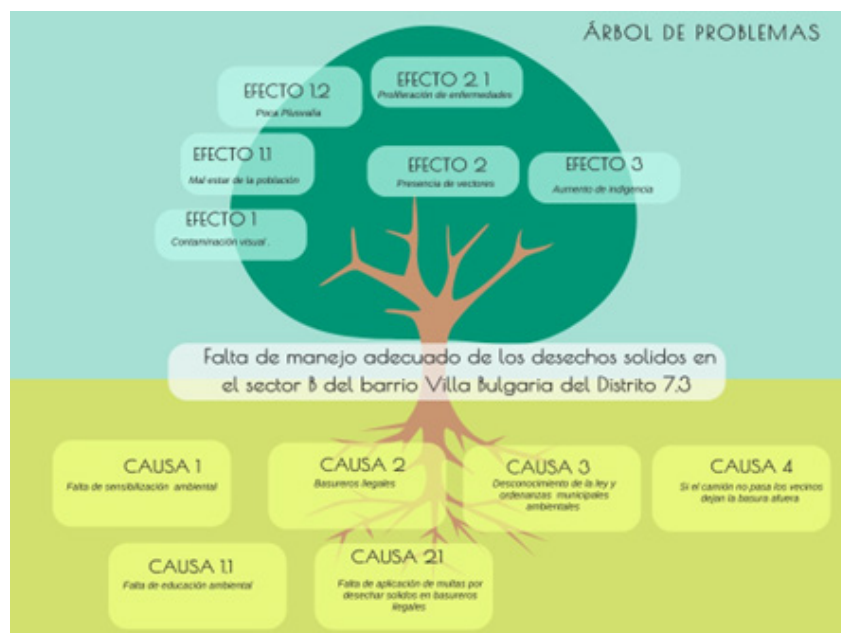 ÁRBOL DE PROBLEMAS
EFECTO 1.2
Poca Plusvalía
EFECTO 2.1
Proliferación de enfermedades
EFECTO 1.1
Mal estar de la población
EFECTO 2
Presencia de vectores
EFECTO 3
Aumento de indigencia
EFECTO 1
Contaminación visual .
Falta de manejo adecuado de los desechos solidos en
el sector B del barrio Villa Bulgaria del Distrito 7.3
CAUSA 1
Falta de sensibilización ambiental
CAUSA 2
Basureros Ilegales
CAUSA 3
Desconocimiento de la ley y
ordenanzas municipales
ambientales
CAUSA 4
Si el camión no pasa los vecinos
dejan la basura afuera
CAUSA 1.1
Falta de educación ambiental
CAUSA 2.1
Falta de aplicación de multas por
desechar solidos en basureros
ilegales